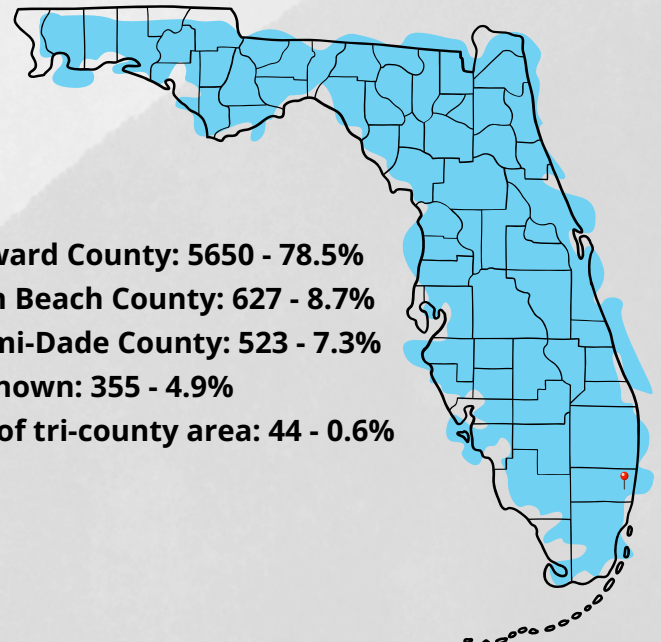 ward County: 5650 - 78.5%
n Beach County: 627 - 8.7%
mi-Dade County: 523 - 7.3%
nown: 355 - 4.9%
of tri-county area: 44 - 0.6%